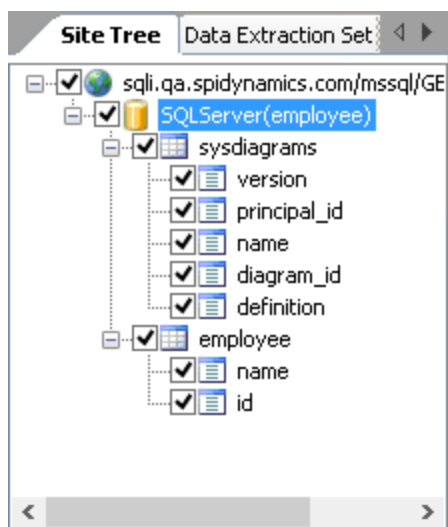 Site Tree Data Extraction Set
sqli.qa.spidynamics.com/mssql/GE
SQLServer(employee)
sysdiagrams
version
principal_id
name
diagram_id
definition
employee
name
id